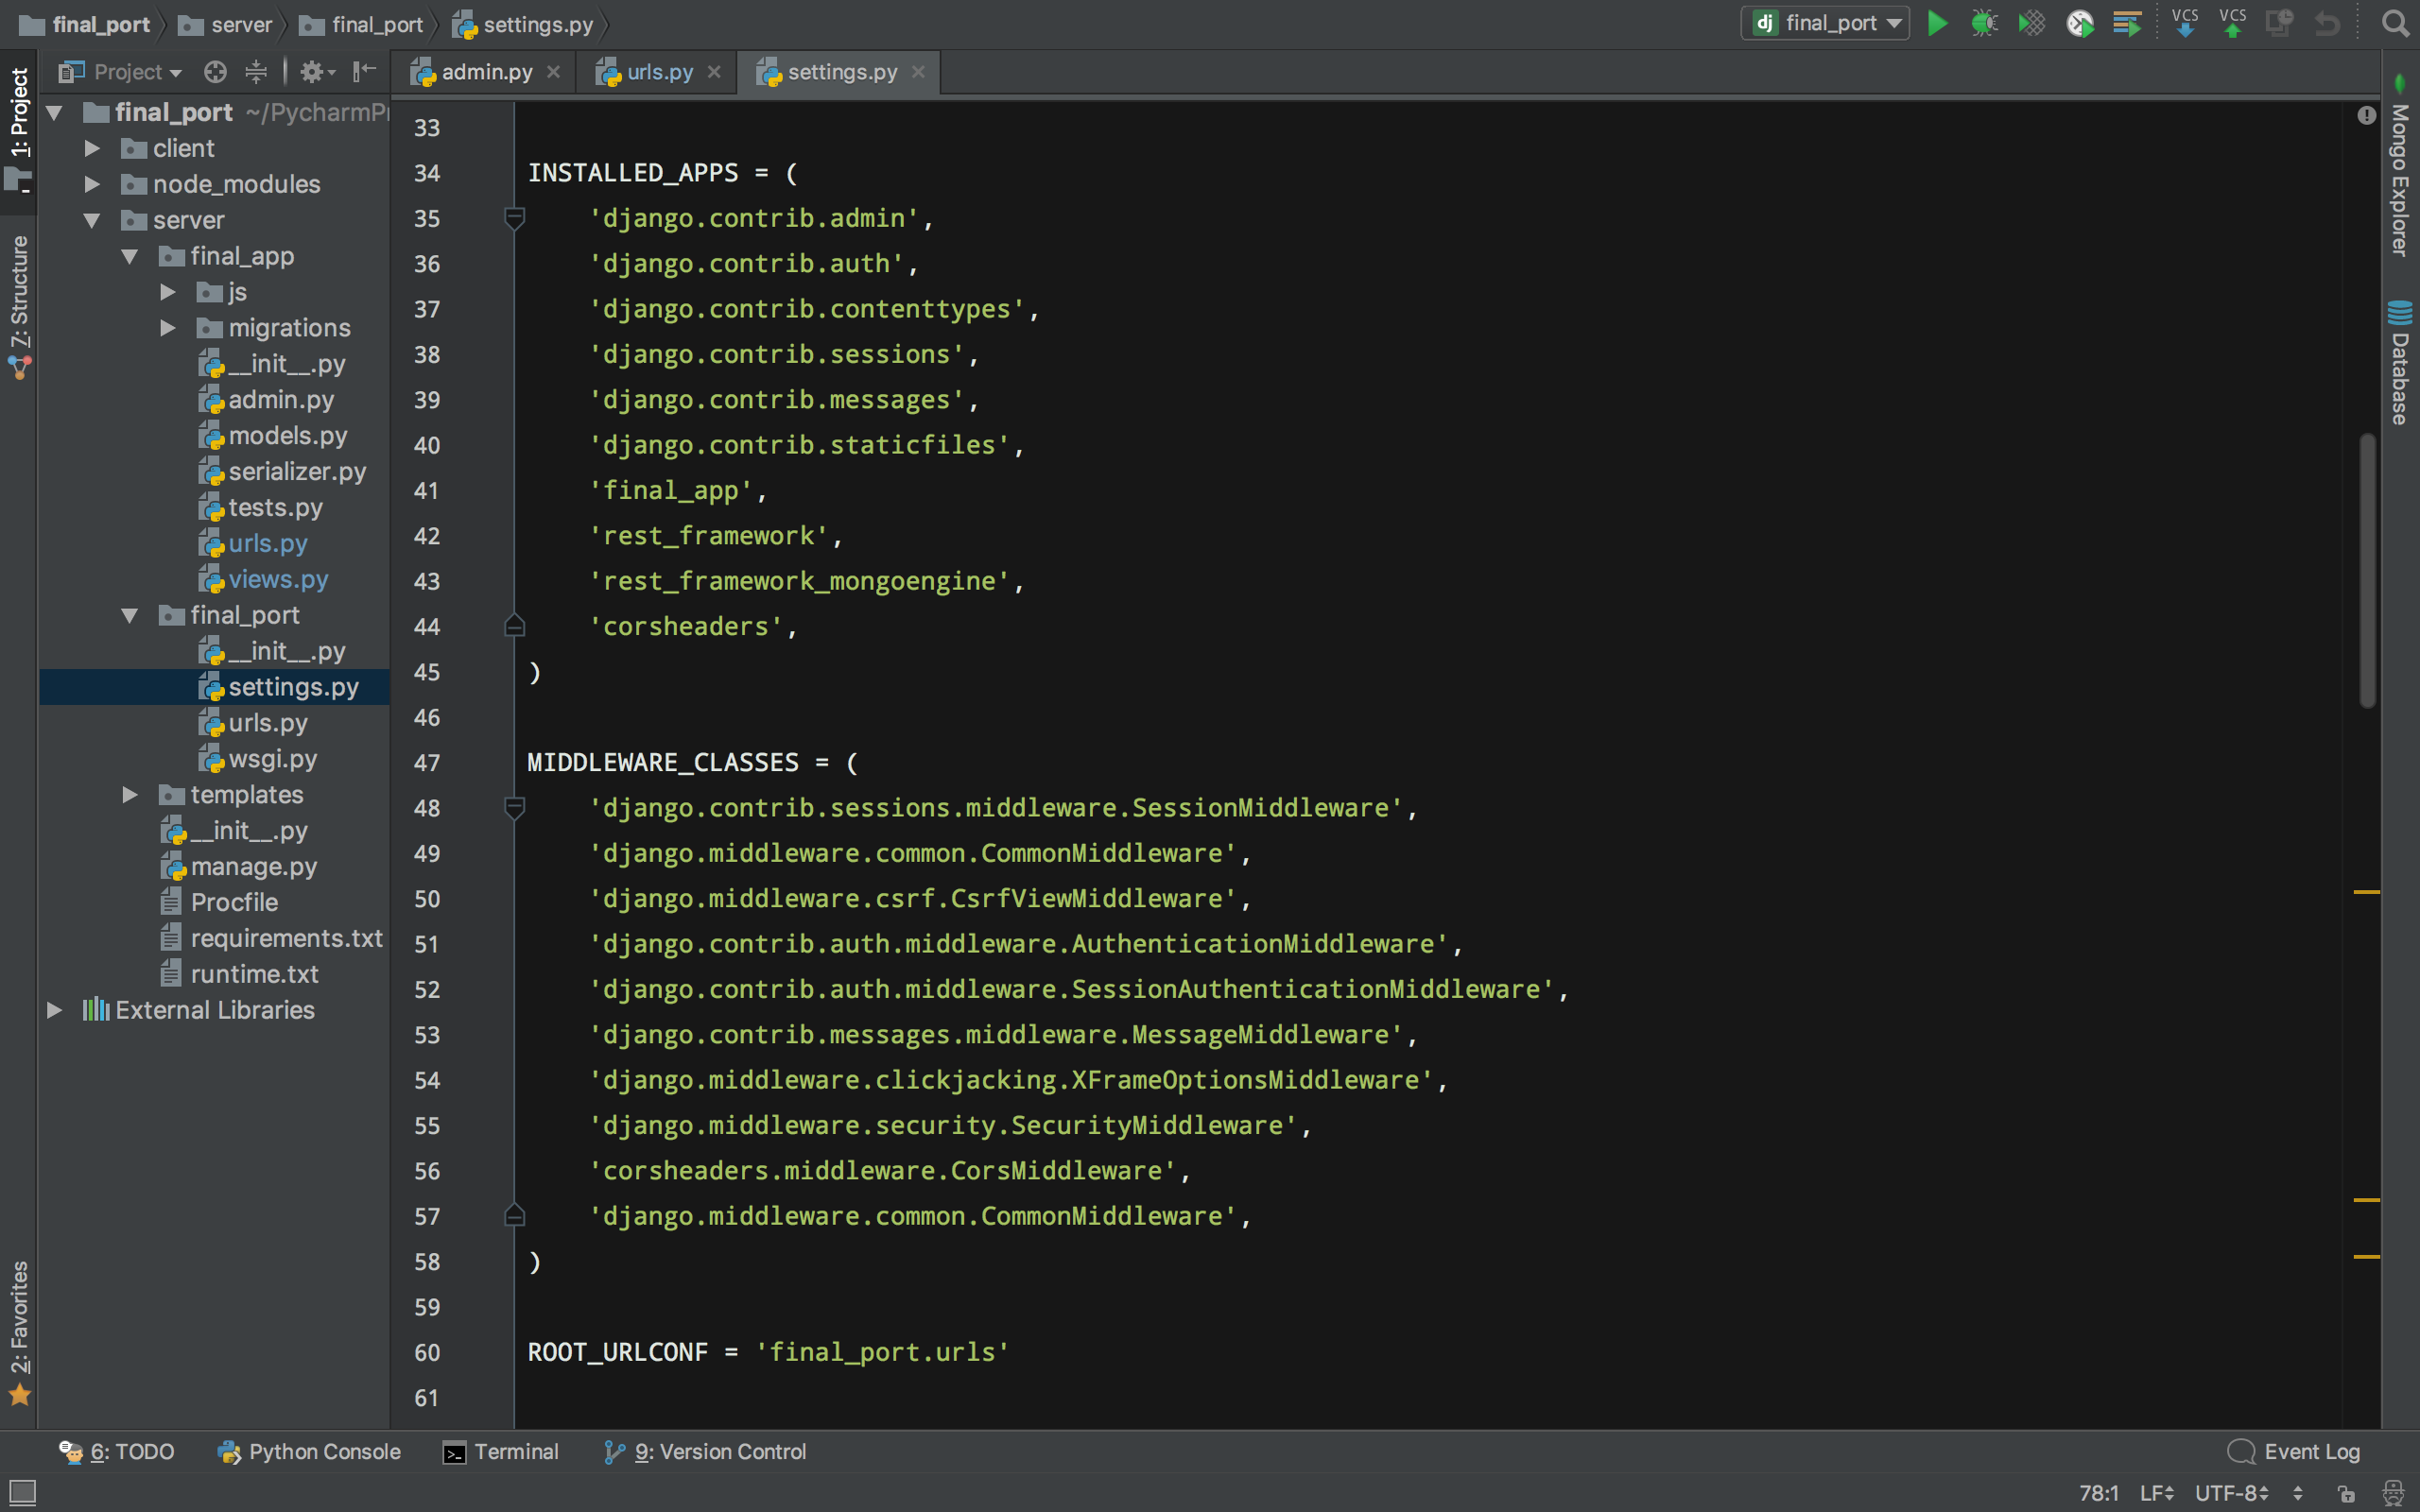 final_port server final_port settings.py
final_port
VCS VCS
1: Project
Z: Structure
2: Favorites
Project
admin.py urls.py settings.py
final_port ~/PycharmPr
client
node_modules
server
final_app
js
migrations
__init__.py
admin.py
models.py
serializer.py
tests.py
urls.py
views.py
final_port
__init__.py
settings.py
urls.py
wsgi.py
templates
__init__.py
manage.py
Procfile
requirements.txt
runtime.txt
External Libraries
33
34 INSTALLED_APPS = (
35 'django.contrib.admin',
36 'django.contrib.auth',
37 'django.contrib.contenttypes',
38 'django.contrib.sessions',
39 'django.contrib.messages',
40 'django.contrib.staticfiles',
41 'final_app',
42 'rest_framework',
43 'rest_framework_mongoengine',
44 'corsheaders',
45 )
46
47 MIDDLEWARE_CLASSES = (
48 'django.contrib.sessions.middleware.SessionMiddleware',
49 'django.middleware.common.CommonMiddleware',
50 'django.middleware.csrf.CsrfViewMiddleware',
51 'django.contrib.auth.middleware.AuthenticationMiddleware',
52 'django.contrib.auth.middleware.SessionAuthenticationMiddleware',
53 'django.contrib.messages.middleware.MessageMiddleware',
54 'django.middleware.clickjacking.XFrameOptionsMiddleware',
55 'django.middleware.security.SecurityMiddleware',
56 'corsheaders.middleware.CorsMiddleware',
57 'django.middleware.common.CommonMiddleware',
58 )
59
60 ROOT_URLCONF = 'final_port.urls'
61
Mongo Explorer
Database
6: TODO Python Console Terminal 9: Version Control Event Log
78:1 LF UTF-8